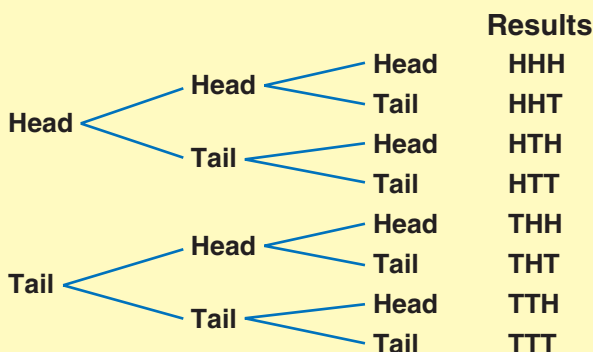 Results
Head HHH
Head
Tail HHT
Head
Head HTH
Tail
Tail HTT
Head THH
Head
Tail THT
Tail
Head TTH
Tail
Tail TTT